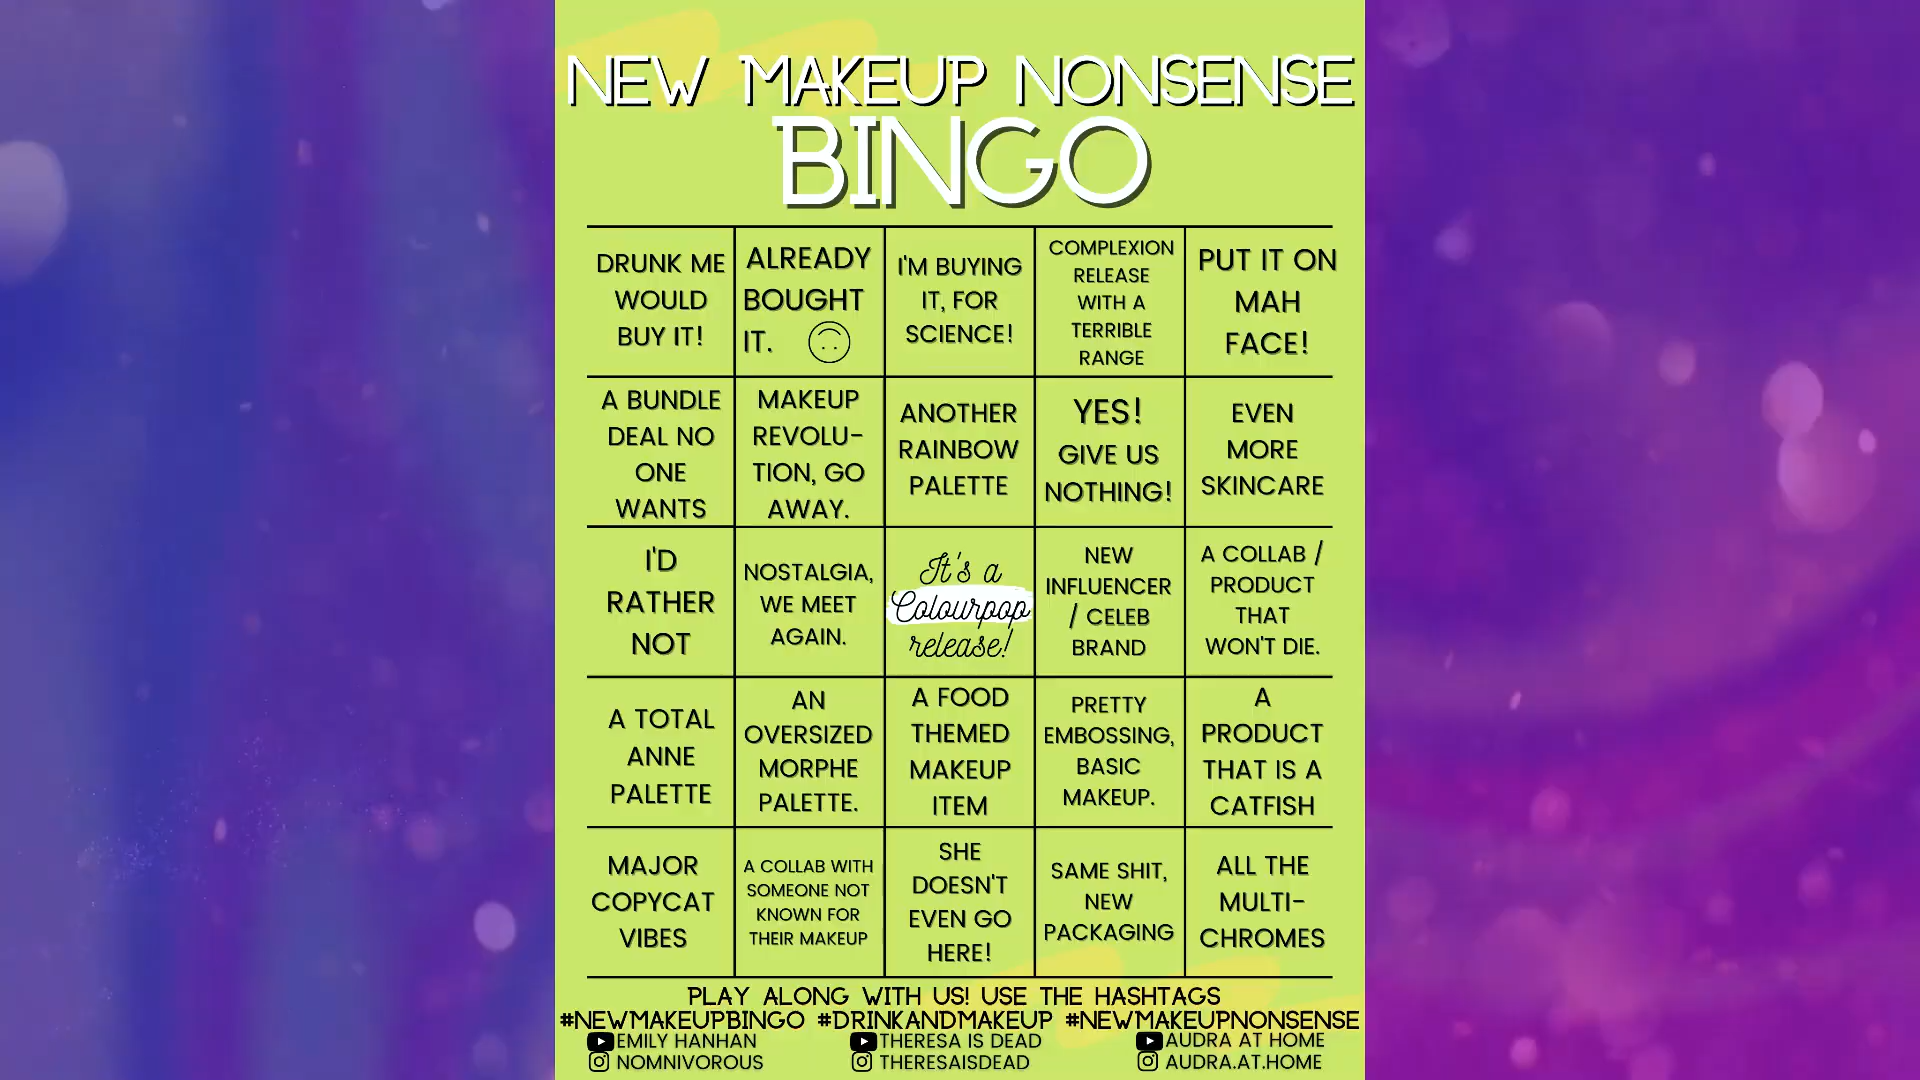 NEW MAKEUP NONSENSE
BINGO
DRUNK ME
WOULD
BUY IT!
ALREADY
BOUGHT
IT.
I'M BUYING
IT, FOR
SCIENCE!
COMPLEXION
RELEASE
WITH A
TERRIBLE
RANGE
PUT IT ON
MAH
FACE!
A BUNDLE
DEAL NO
ONE
WANTS
MAKEUP
REVOLU-
TION, GO
AWAY.
ANOTHER
RAINBOW
PALETTE
YES!
GIVE US
NOTHING!
EVEN
MORE
SKINCARE
I'D
RATHER
NOT
NOSTALGIA,
WE MEET
AGAIN.
It's a
Colourpop
release!
NEW
INFLUENCER
/ CELEB
BRAND
A COLLAB /
PRODUCT
THAT
WON'T DIE.
A TOTAL
ANNE
PALETTE
AN
OVERSIZED
MORPHE
PALETTE.
A FOOD
THEMED
MAKEUP
ITEM
PRETTY
EMBOSSING,
BASIC
MAKEUP.
A
PRODUCT
THAT IS A
CATFISH
MAJOR
COPYCAT
VIBES
A COLLAB WITH
SOMEONE NOT
KNOWN FOR
THEIR MAKEUP
SHE
DOESN'T
EVEN GO
HERE!
SAME SHIT,
NEW
PACKAGING
ALL THE
MULTI-
CHROMES
PLAY ALONG WITH US! USE THE HASHTAGS
#NEWMAKEUPBINGO #DRINKANDMAKEUP #NEWMAKEUPNONSENSE
EMILY HANHAN
NOMNIVOROUS
THERESA IS DEAD
THERESAISDEAD
AUDRA AT HOME
AUDRA.AT.HOME